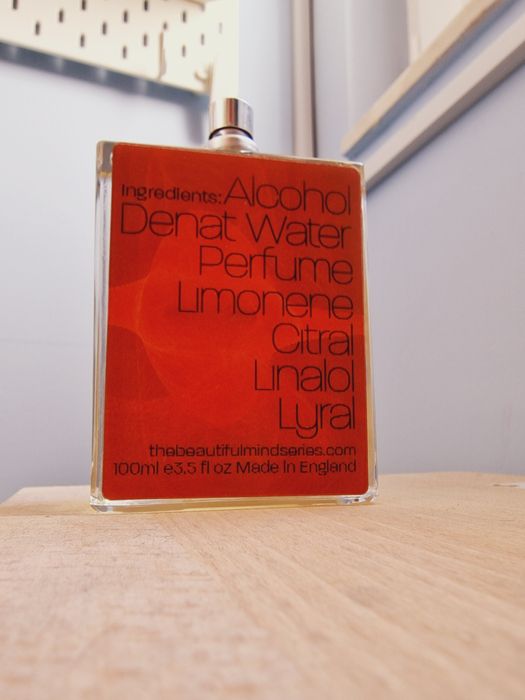 Ingredients: Alcohol
Denat Water
Perfume
Limonene
Citral
Linalol
Lyral
thebeautifulmindseries.com
100ml e3,5 fl oz Made In England